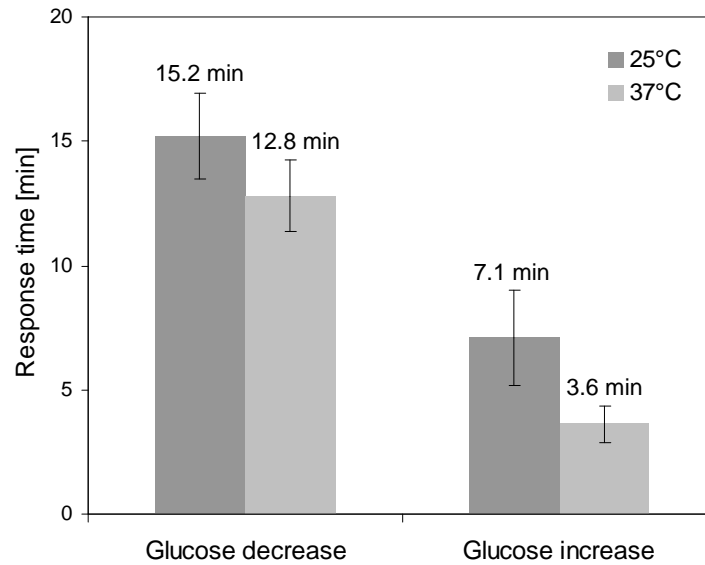 20
25°C
37°C
15.2 min
12.8 min
15
Response time [min]
10
7.1 min
5
3.6 min
0
Glucose decrease
Glucose increase